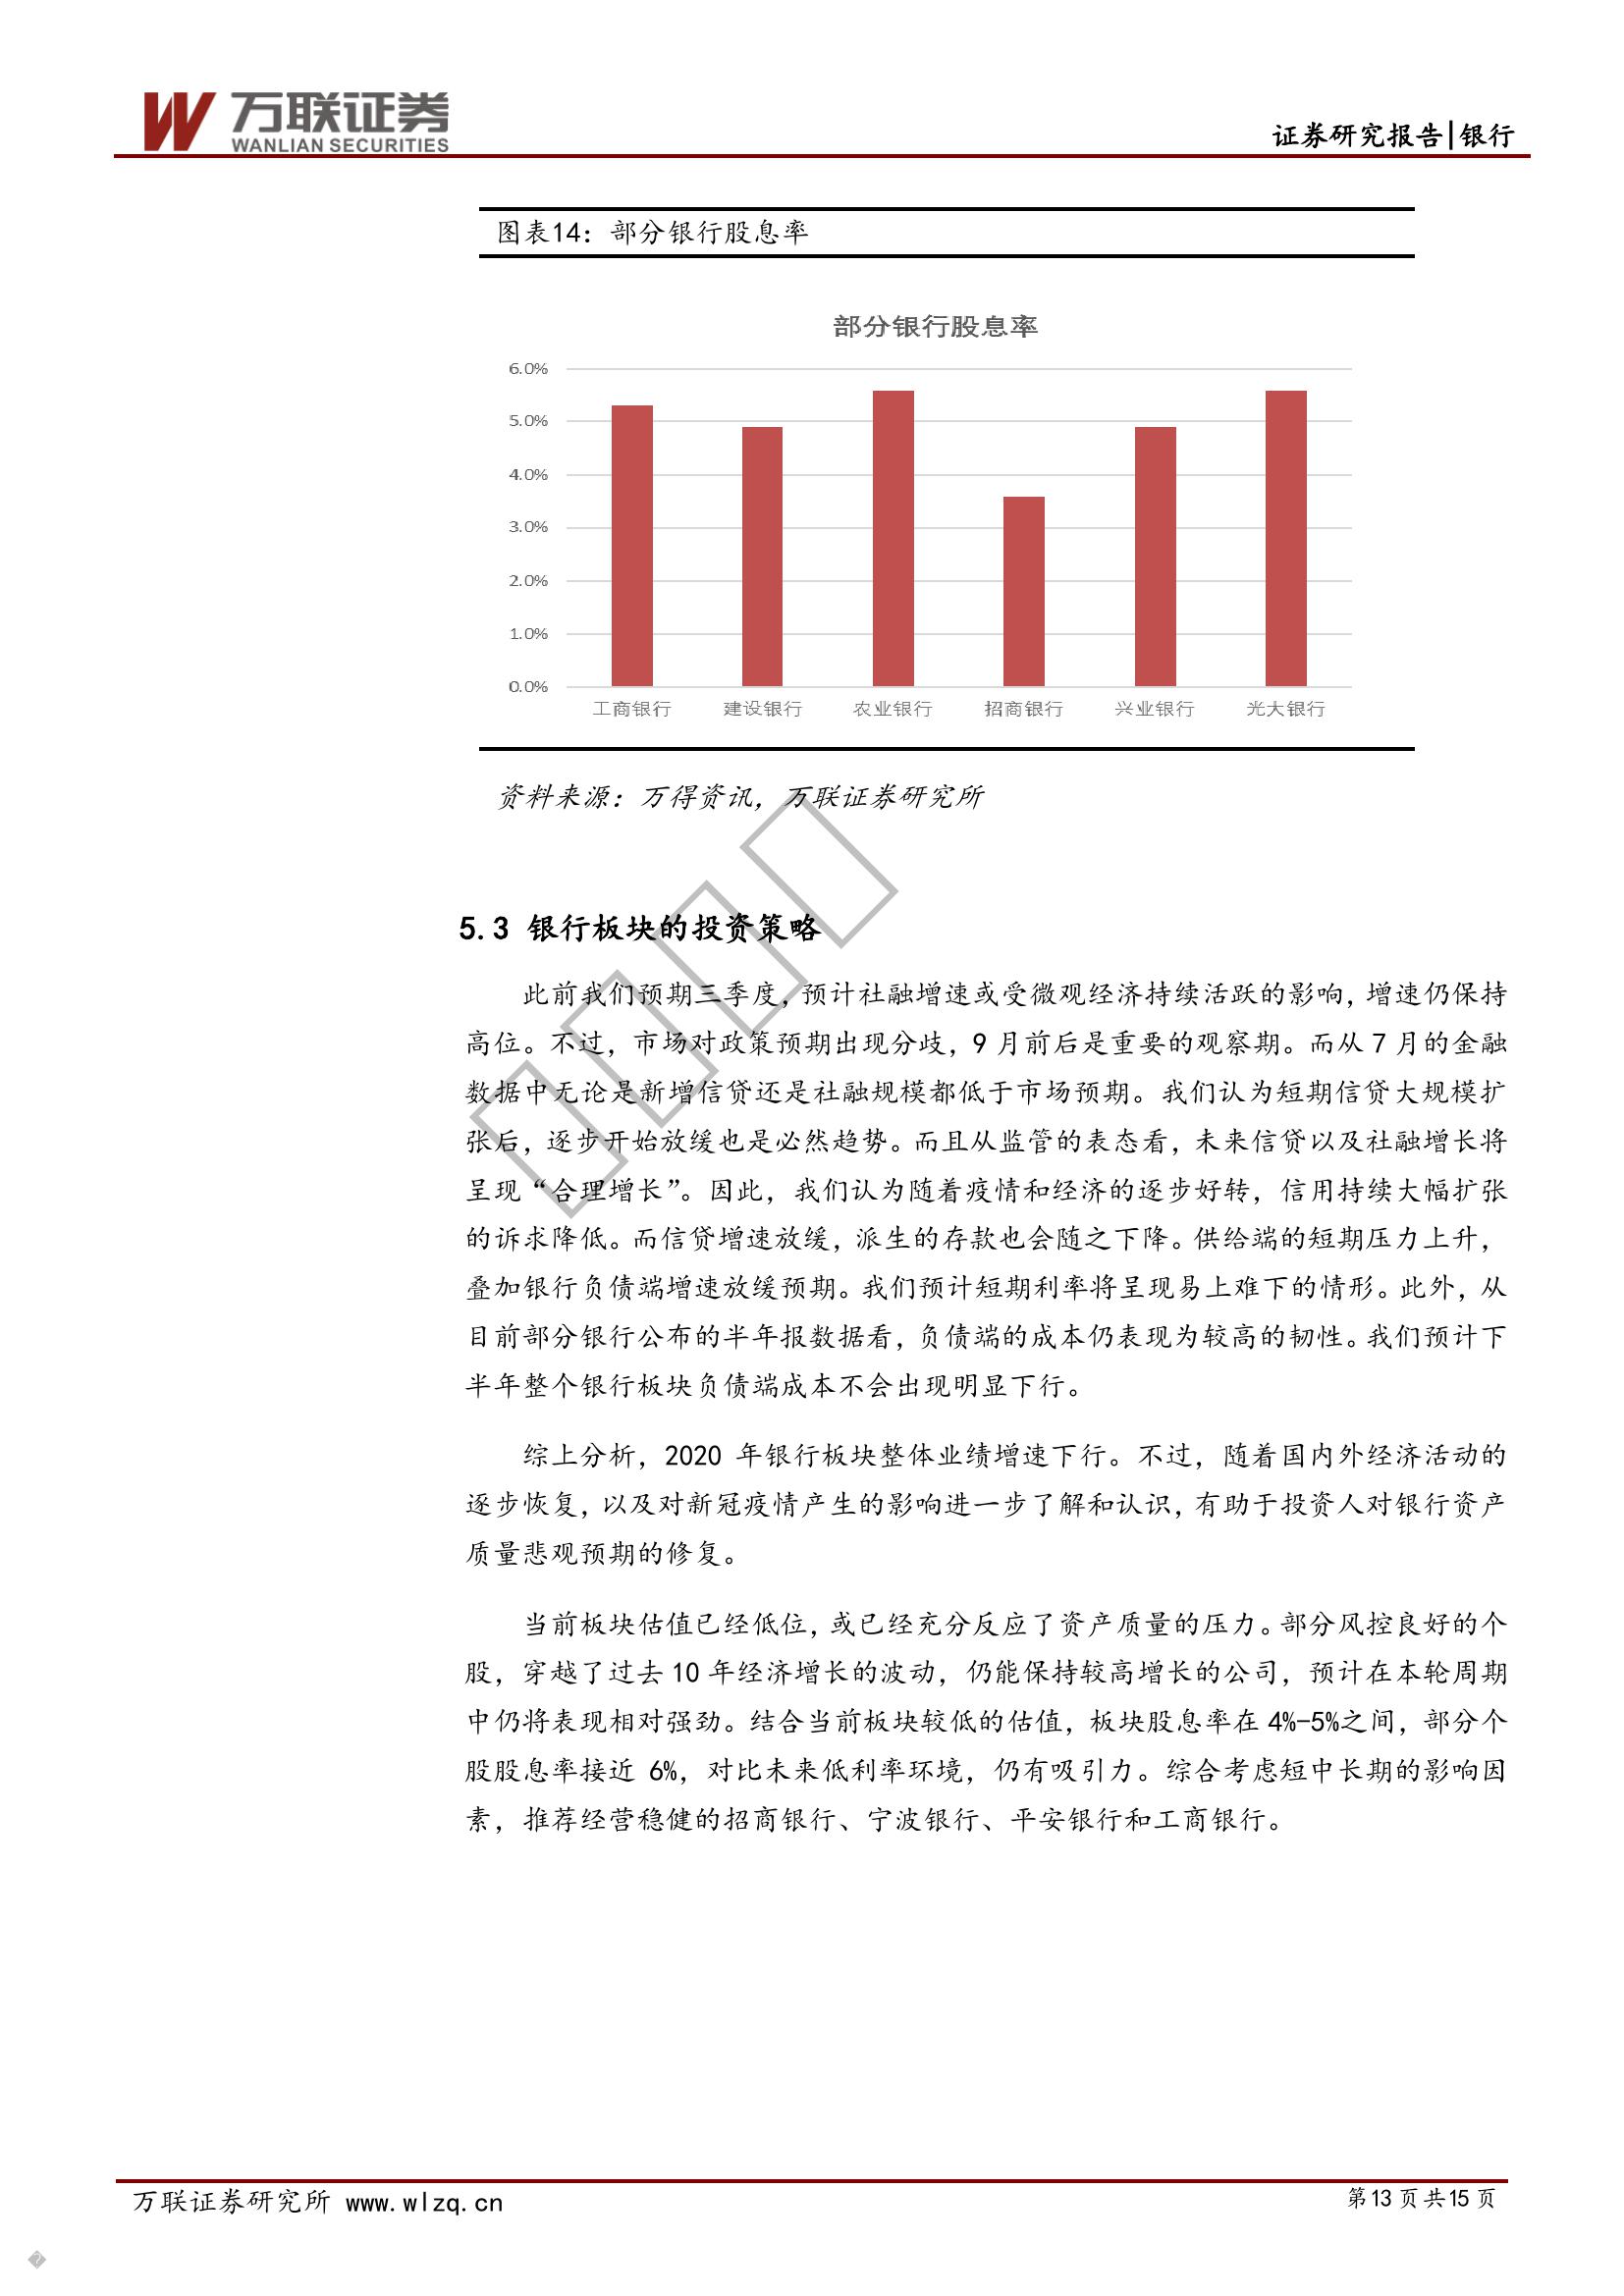 万联证券
WANLIAN SECURITIES
证券研究报告|银行
图表14：部分银行股息率
部分银行股息率
6.0%
5.0%
4.0%
3.0%
2.0%
1.0%
0.0%
工商银行 建设银行 农业银行 招商银行 兴业银行 光大银行
资料来源：万得资讯，万联证券研究所
5.3 银行板块的投资策略
此前我们预期三季度，预计社融增速或受微观经济持续活跃的影响，增速仍保持
高位。不过，市场对政策预期出现分歧，9 月前后是重要的观察期。而从 7 月的金融
数据中无论是新增信贷还是社融规模都低于市场预期。我们认为短期信贷大规模扩
张后，逐步开始放缓也是必然趋势。而且从监管的表态看，未来信贷以及社融增长将
呈现“合理增长”。因此，我们认为随着疫情和经济的逐步好转，信用持续大幅扩张
的诉求降低。而信贷增速放缓，派生的存款也会随之下降。供给端的短期压力上升，
叠加银行负债端增速放缓预期。我们预计短期利率将呈现易上难下的情形。此外，从
目前部分银行公布的半年报数据看，负债端的成本仍表现为较高的韧性。我们预计下
半年整个银行板块负债端成本不会出现明显下行。
综上分析，2020 年银行板块整体业绩增速下行。不过，随着国内外经济活动的
逐步恢复，以及对新冠疫情产生的影响进一步了解和认识，有助于投资人对银行资产
质量悲观预期的修复。
当前板块估值已经低位，或已经充分反应了资产质量的压力。部分风控良好的个
股，穿越了过去 10 年经济增长的波动，仍能保持较高增长的公司，预计在本轮周期
中仍将表现相对强劲。结合当前板块较低的估值，板块股息率在 4%-5%之间，部分个
股股息率接近 6%，对比未来低利率环境，仍有吸引力。综合考虑短中长期的影响因
素，推荐经营稳健的招商银行、宁波银行、平安银行和工商银行。
万联证券研究所 www.wlzq.cn
第13 页共15 页